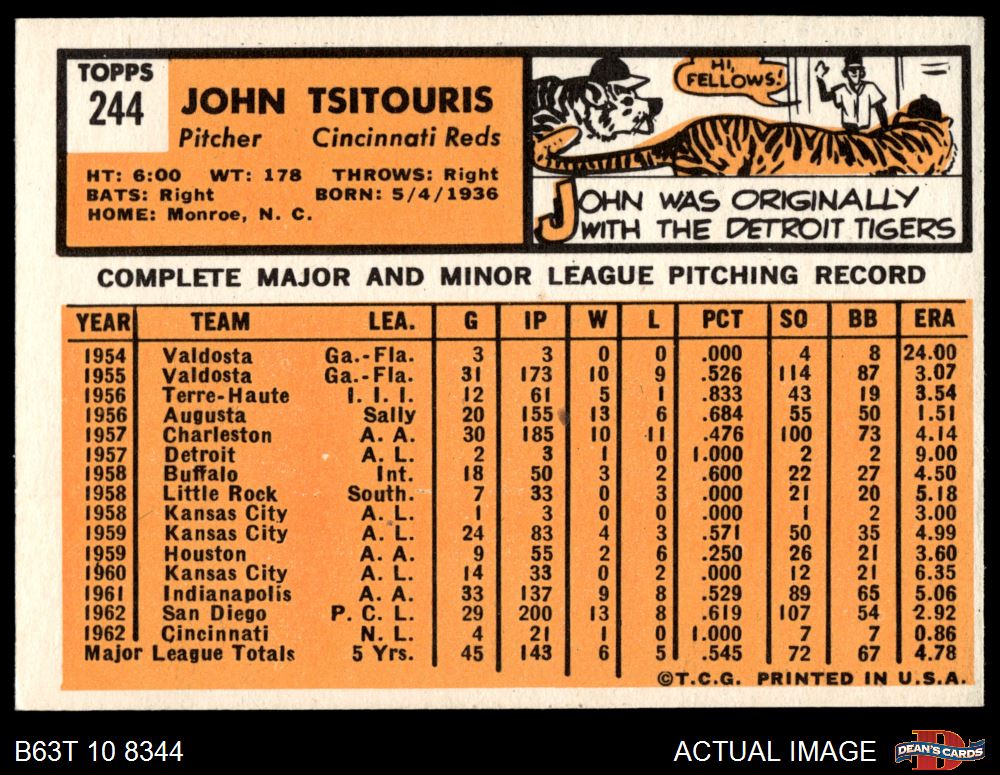 TOPPS
244
JOHN TSITOURIS
Pitcher Cincinnati Reds
HT: 6:00 WT: 178 THROWS: Right
BATS: Right BORN: 5/4/1936
HOME: Monroe, N. C.
HI,
FELLOWS!
JOHN WAS ORIGINALLY
WITH THE DETROIT TIGERS
COMPLETE MAJOR AND MINOR LEAGUE PITCHING RECORD
YEAR TEAM LEA. G IP W L PCT SO BB ERA
1954 Valdosta Ga.-Fla. 3 3 0 0 .000 4 8 24.00
1955 Valdosta Ga.-Fla. 31 173 10 9 .526 114 87 3.07
1956 Terre-Haute I. I. I. 12 61 5 1 .833 43 19 3.54
1956 Augusta Sally 20 155 13 6 .684 55 50 1.51
1957 Charleston A. A. 30 185 10 11 .476 100 73 4.14
1957 Detroit A. L. 2 3 1 0 1.000 2 2 9.00
1958 Buffalo Int. 18 50 3 2 .600 22 27 4.50
1958 Little Rock South. 7 33 0 3 .000 21 20 5.18
1958 Kansas City A. L. 1 3 0 0 .000 1 2 3.00
1959 Kansas City A. L. 24 83 4 3 .571 50 35 4.99
1959 Houston A. A. 9 55 2 6 .250 26 21 3.60
1960 Kansas City A. L. 14 33 0 2 .000 12 21 6.35
1961 Indianapolis A. A. 33 137 9 8 .529 89 65 5.06
1962 San Diego P. C. L. 29 200 13 8 .619 107 54 2.92
1962 Cincinnati N. L. 4 21 1 0 1.000 7 7 0.86
Major League Totals 5 Yrs. 45 143 6 5 .545 72 67 4.78
©T.C.G. PRINTED IN U.S.A.
B63T 10 8344
ACTUAL IMAGE
DEAN'S CARDS